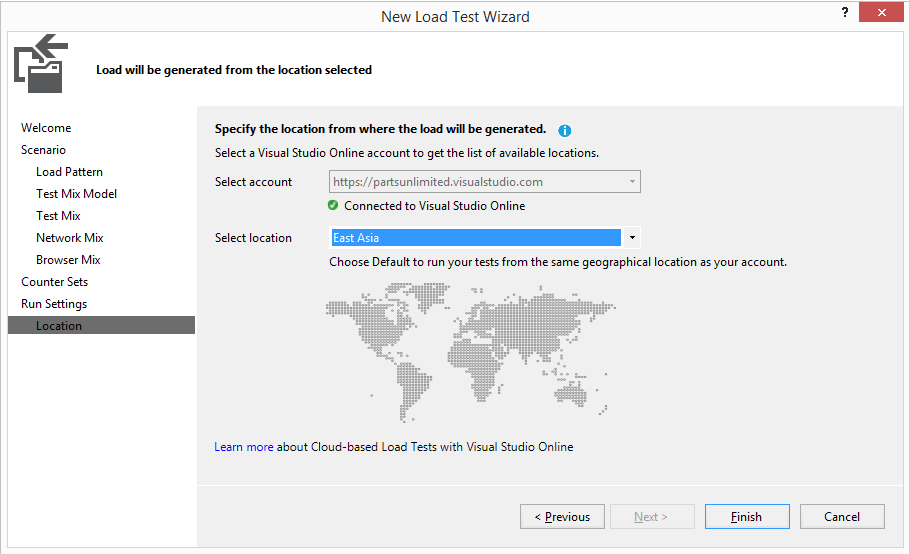 New Load Test Wizard
?
Load will be generated from the location selected
Welcome
Scenario
Load Pattern
Test Mix Model
Test Mix
Network Mix
Browser Mix
Counter Sets
Run Settings
Location
Specify the location from where the load will be generated.
Select a Visual Studio Online account to get the list of available locations.
Select account
https://partsunlimited.visualstudio.com
Connected to Visual Studio Online
Select location
East Asia
Choose Default to run your tests from the same geographical location as your account.
Learn more about Cloud-based Load Tests with Visual Studio Online
< Previous
Next >
Finish
Cancel